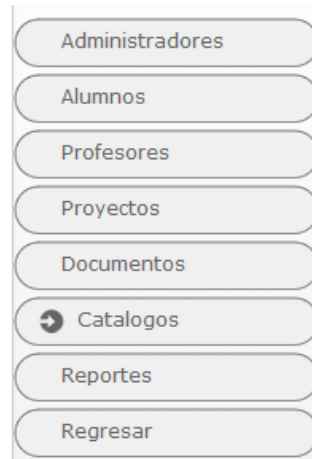 Administradores
Alumnos
Profesores
Proyectos
Documentos
Catalogos
Reportes
Regresar